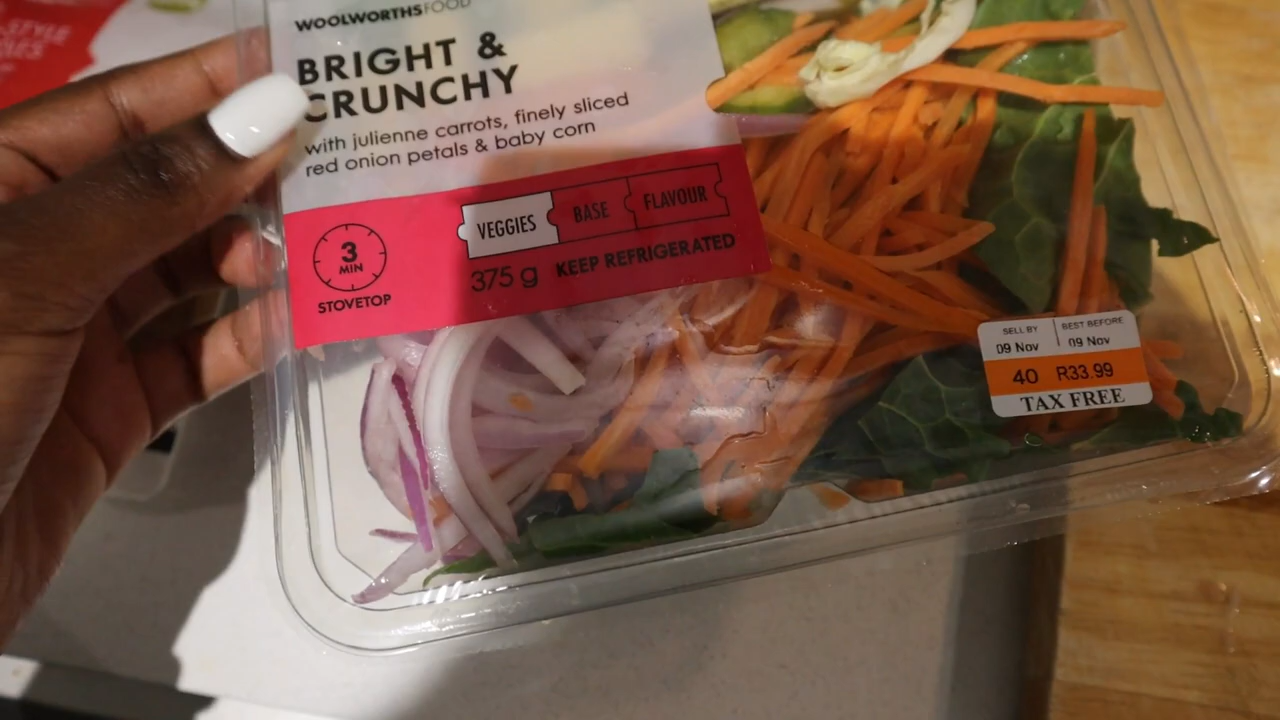 WOOLWORTHSFOOD
BRIGHT &
CRUNCHY
with julienne carrots, finely sliced
red onion petals & baby corn
VEGGIES BASE FLAVOUR
3
MIN
STOVETOP
375 g KEEP REFRIGERATED
SELL BY BEST BEFORE
09 Nov 09 Nov
40 R33.99
TAX FREE
-STYLE